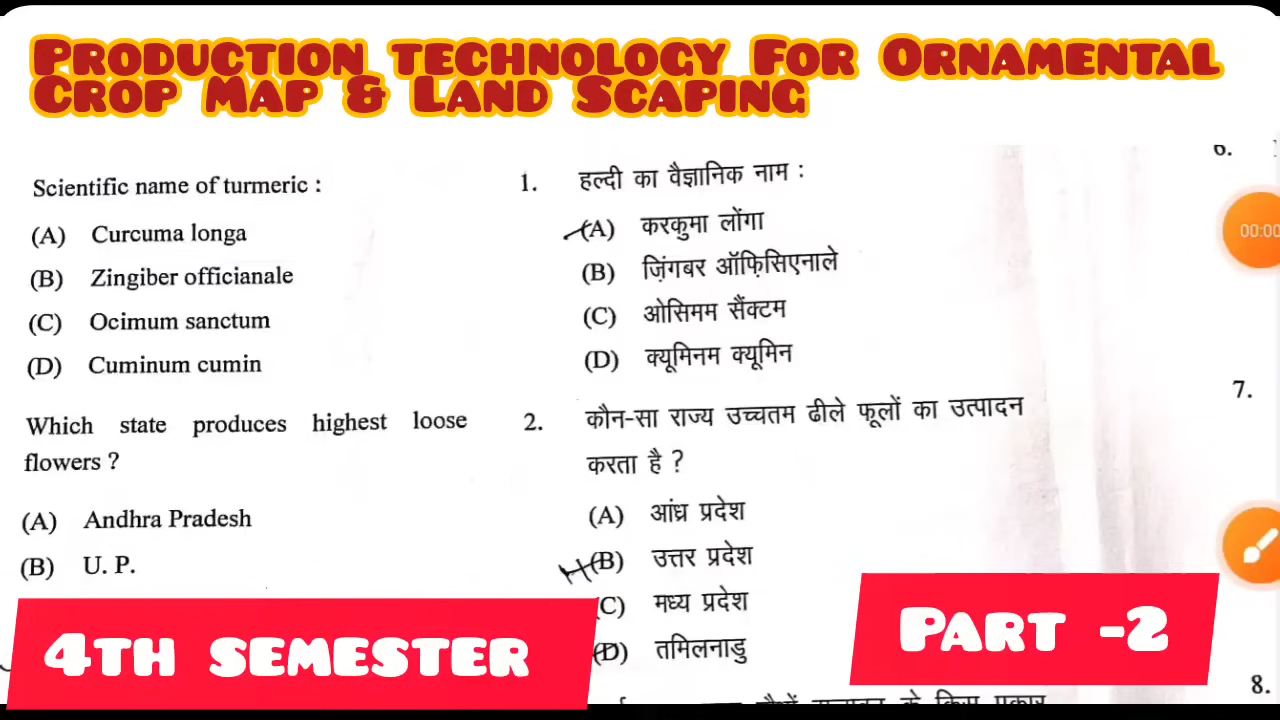 PRODUCTION TECHNOLOGY FOR ORNAMENTAL
CROP MAP & LAND SCAPING
6.
Scientific name of turmeric :
(A) Curcuma longa
(B) Zingiber officianale
(C) Ocimum sanctum
(D) Cuminum cumin
Which state produces highest loose
flowers ?
(A) Andhra Pradesh
(B) U. P.
1. हल्दी का वैज्ञानिक नाम :
(A) करकुमा लोंगा
(B) ज़िंगबर ऑफ़िसिएनाले
(C) ओसिमम सैंक्टम
(D) क्यूमिनम क्यूमिन
2. कौन-सा राज्य उच्चतम ढीले फूलों का उत्पादन
करता है ?
(A) आंध्र प्रदेश
(B) उत्तर प्रदेश
(C) मध्य प्रदेश
(D) तमिलनाडु
7.
8.
00:00
4TH SEMESTER
PART -2